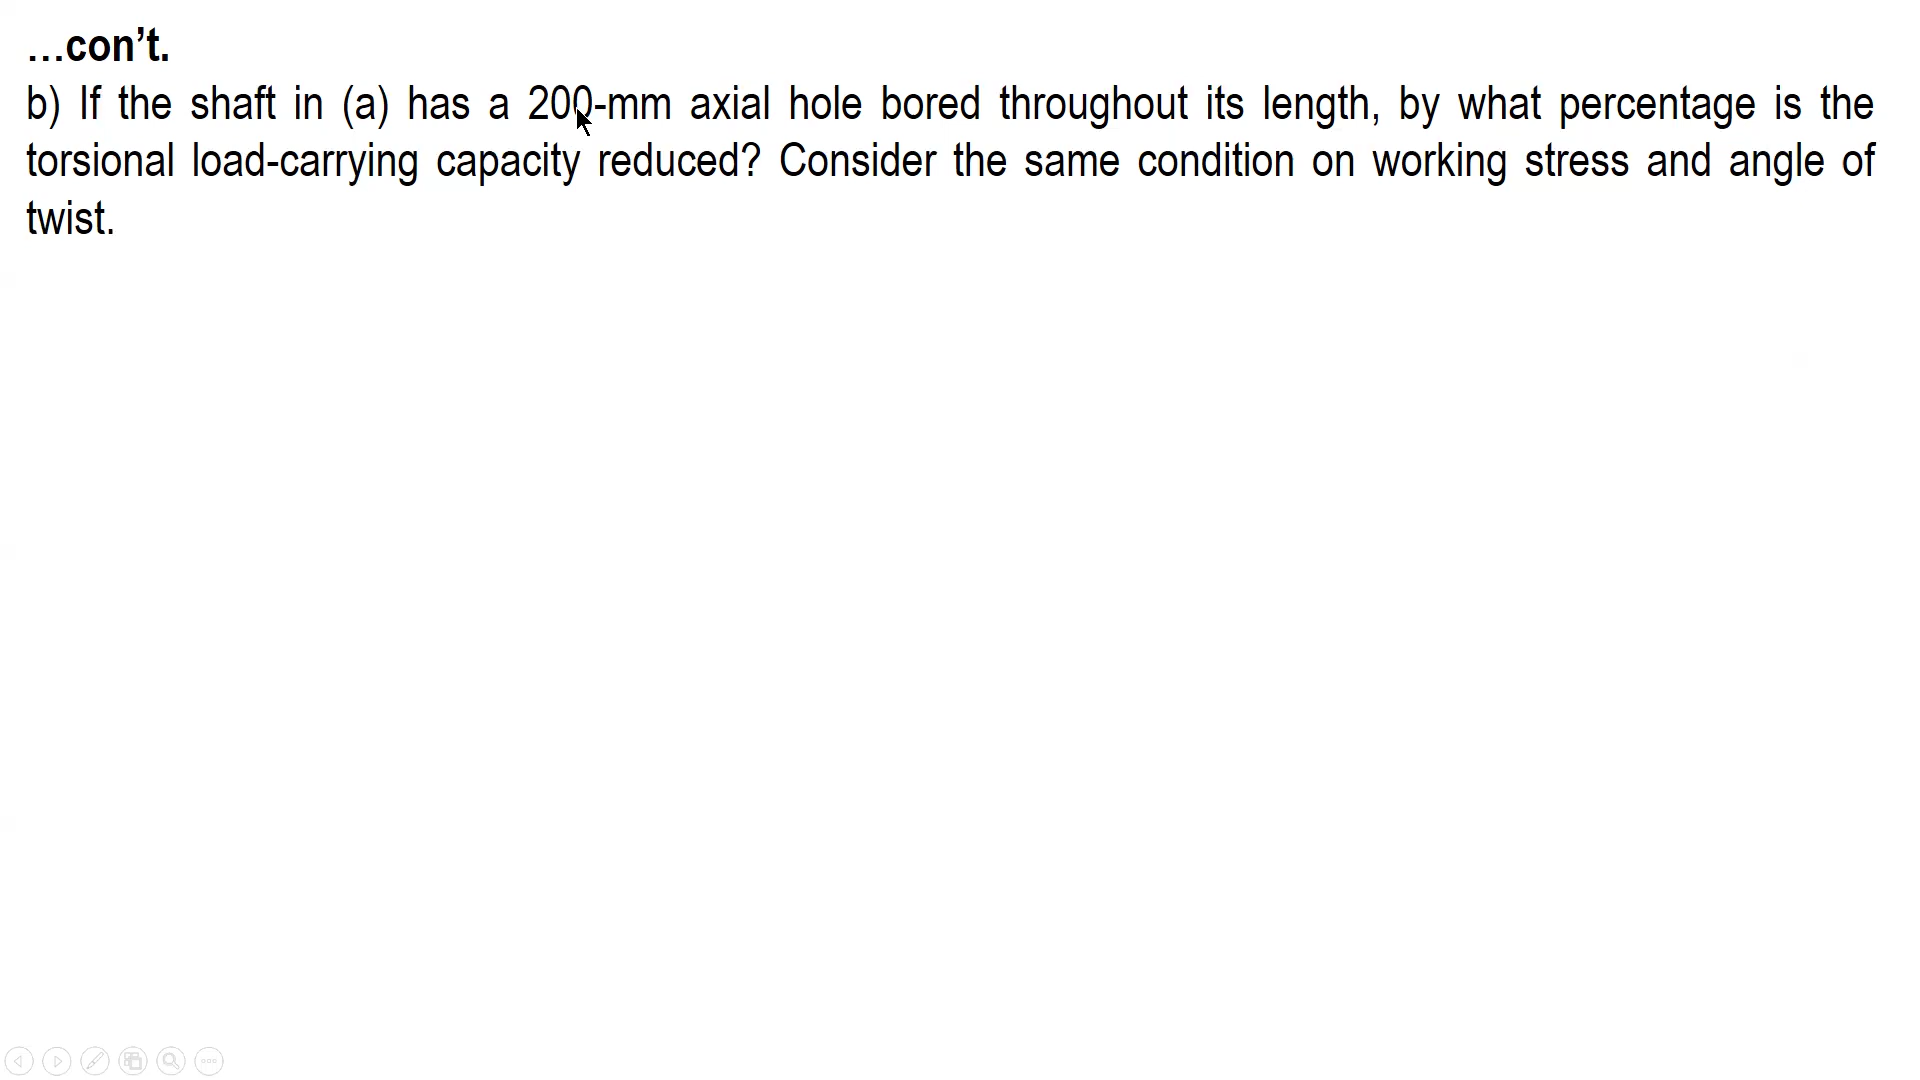 …con’t.
b) If the shaft in (a) has a 200-mm axial hole bored throughout its length, by what percentage is the
torsional load-carrying capacity reduced? Consider the same condition on working stress and angle of
twist.